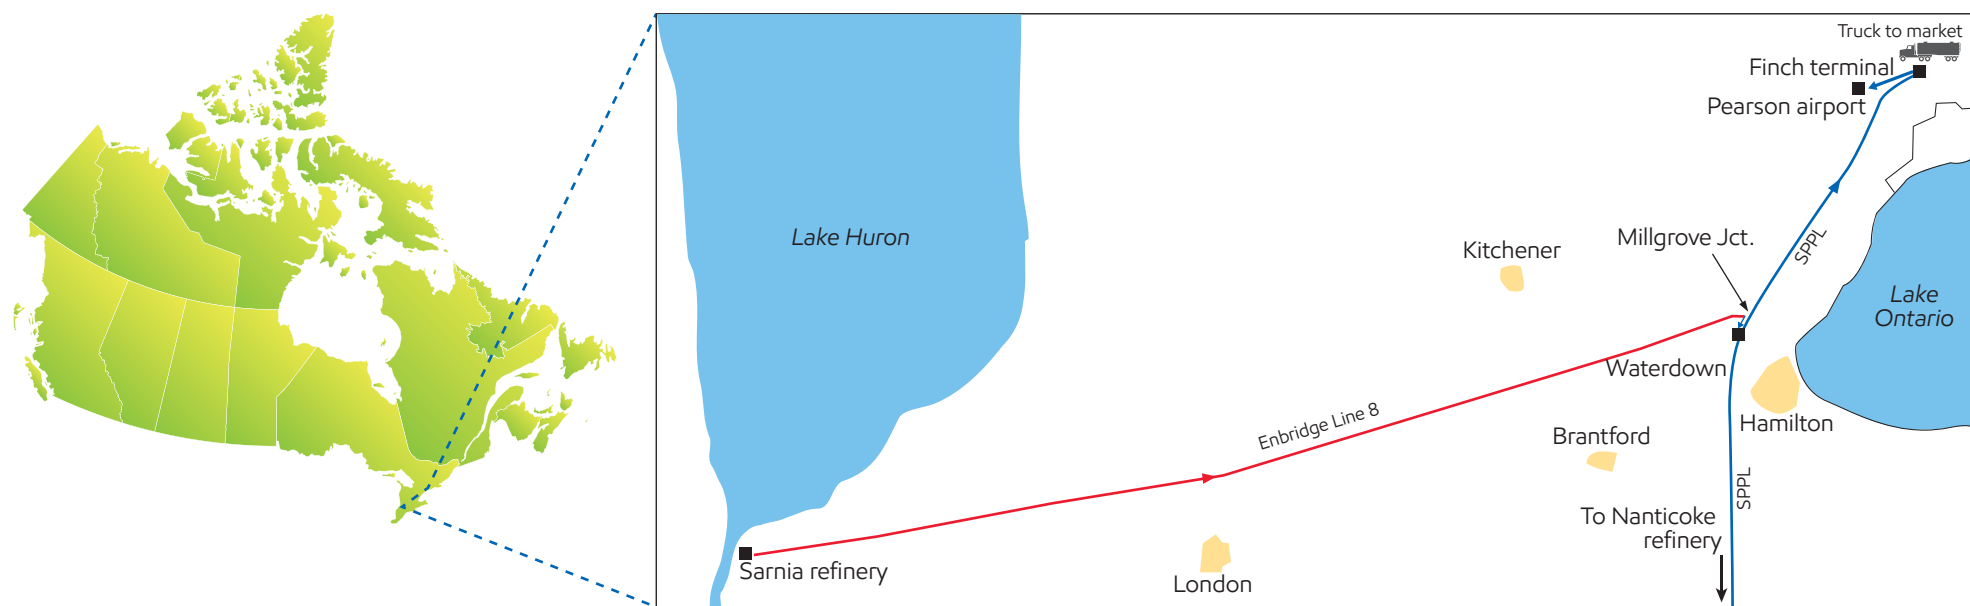 Truck to market
Finch terminal
Pearson airport
Lake Huron
Millgrove Jct.
SPPL
Kitchener
Lake
Ontario
Waterdown
Enbridge Line 8
Hamilton
Brantford
SPPL
To Nanticoke
refinery
Sarnia refinery
London